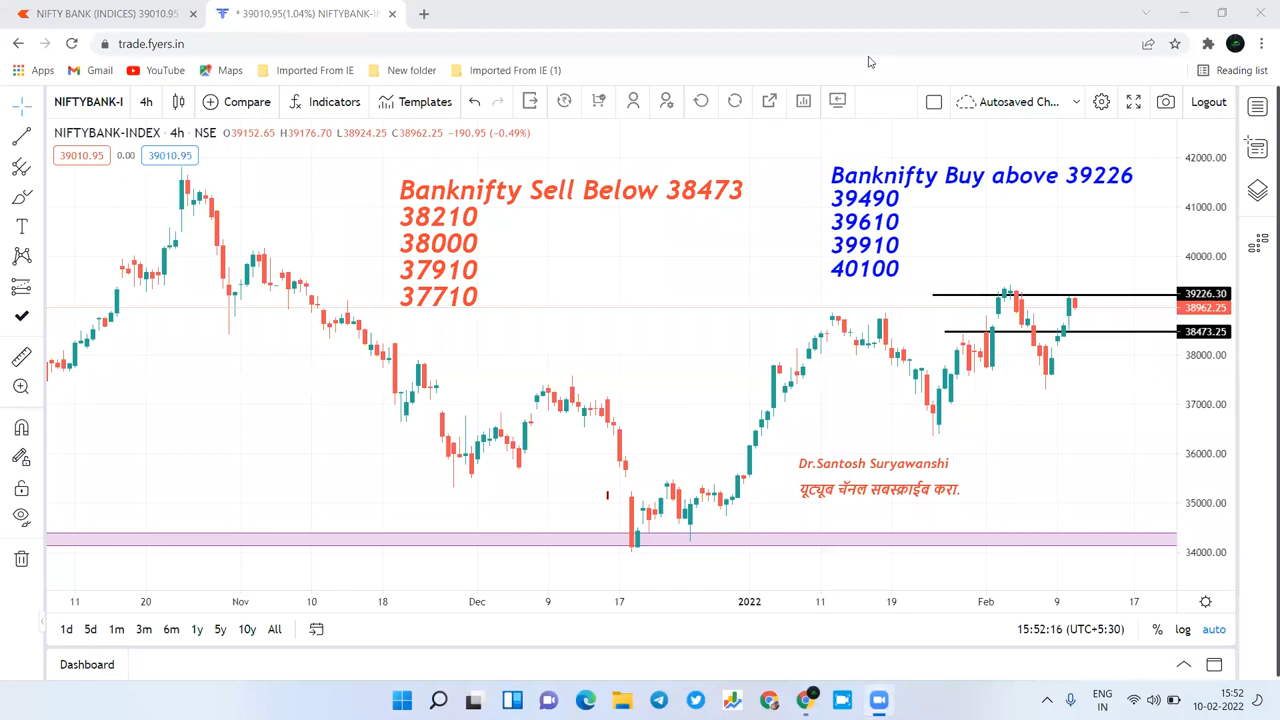 NIFTY BANK (INDICES) 39010.95
* 39010.95(1.04%) NIFTYBANK-IN
trade.fyers.in
Apps Gmail YouTube Maps Imported From IE New folder Imported From IE (1) Reading list
NIFTYBANK-I 4h Compare Indicators Templates Autosaved Ch... Logout
NIFTYBANK-INDEX 4h NSE O39152.65 H39176.70 L38924.25 C38962.25 −190.95 (−0.49%)
39010.95 0.00 39010.95
Banknifty Sell Below 38473
38210
38000
37910
37710
Banknifty Buy above 39226
39490
39610
39910
40100
42000.00
41000.00
40000.00
39226.30
38962.25
38473.25
38000.00
37000.00
36000.00
35000.00
34000.00
Dr.Santosh Suryawanshi
यूट्यूब चॅनल सबस्क्राईब करा.
11 20 Nov 10 18 Dec 9 17 2022 11 19 Feb 9 17
1d 5d 1m 3m 6m 1y 5y 10y All 15:52:16 (UTC+5:30) % log auto
Dashboard
ENG
IN
15:52
10-02-2022